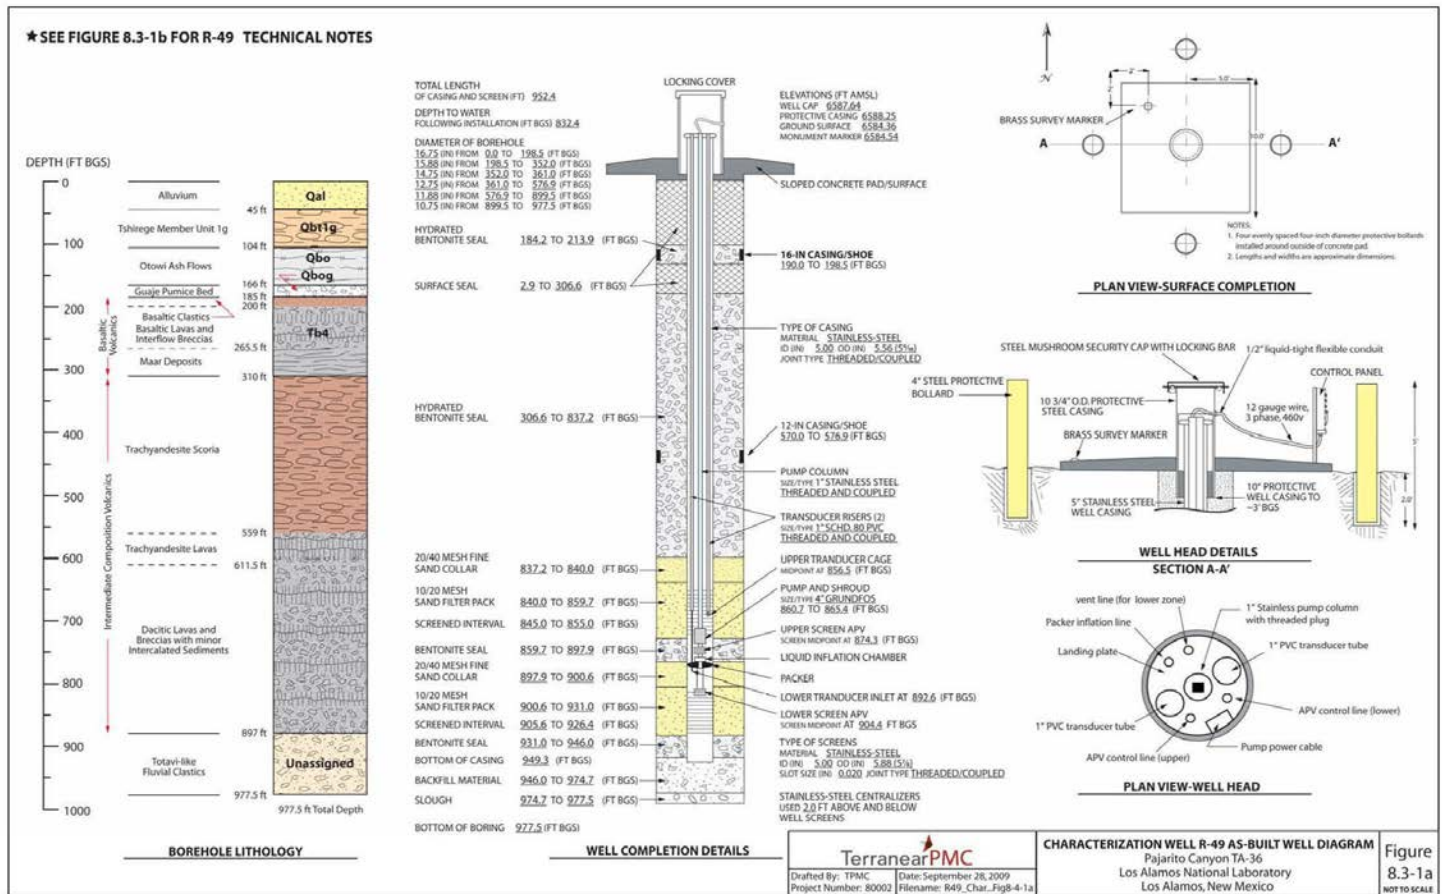 ★SEE FIGURE 8.3-1b FOR R-49 TECHNICAL NOTES
DEPTH (FT BGS)
0
100
200
300
400
500
600
700
800
900
1000
Basaltic Volcanics
Intermediate Composition Volcanics
Alluvium
Tshirege Member Unit 1g
Otowi Ash Flows
Guaje Pumice Bed
Basaltic Clastics
Basaltic Lavas and
Interflow Breccias
Maar Deposits
Trachyandesite Scoria
Trachyandesite Lavas
Dacitic Lavas and
Breccias with minor
Intercalated Sediments
Totavi-like
Fluvial Clastics
45 ft
104 ft
166 ft
185 ft
200 ft
265.5 ft
310 ft
559 ft
611.5 ft
897 ft
977.5 ft
Qal
Qbt1g
Qbo
Qbog
Tb4
Unassigned
977.5 ft Total Depth
BOREHOLE LITHOLOGY
TOTAL LENGTH
OF CASING AND SCREEN (FT) 952.4
DEPTH TO WATER
FOLLOWING INSTALLATION (FT BGS) 832.4
DIAMETER OF BOREHOLE
16.75 (IN) FROM 0.0 TO 198.5 (FT BGS)
15.88 (IN) FROM 198.5 TO 352.0 (FT BGS)
14.75 (IN) FROM 352.0 TO 361.0 (FT BGS)
12.75 (IN) FROM 361.0 TO 576.9 (FT BGS)
11.88 (IN) FROM 576.9 TO 899.5 (FT BGS)
10.75 (IN) FROM 899.5 TO 977.5 (FT BGS)
HYDRATED
BENTONITE SEAL 184.2 TO 213.9 (FT BGS)
SURFACE SEAL 2.9 TO 306.6 (FT BGS)
HYDRATED
BENTONITE SEAL 306.6 TO 837.2 (FT BGS)
20/40 MESH FINE
SAND COLLAR 837.2 TO 840.0 (FT BGS)
10/20 MESH
SAND FILTER PACK 840.0 TO 859.7 (FT BGS)
SCREENED INTERVAL 845.0 TO 855.0 (FT BGS)
BENTONITE SEAL 859.7 TO 897.9 (FT BGS)
20/40 MESH FINE
SAND COLLAR 897.9 TO 900.6 (FT BGS)
10/20 MESH
SAND FILTER PACK 900.6 TO 931.0 (FT BGS)
SCREENED INTERVAL 905.6 TO 926.4 (FT BGS)
BENTONITE SEAL 931.0 TO 946.0 (FT BGS)
BOTTOM OF CASING 949.3 (FT BGS)
BACKFILL MATERIAL 946.0 TO 974.7 (FT BGS)
SLOUGH 974.7 TO 977.5 (FT BGS)
BOTTOM OF BORING 977.5 (FT BGS)
WELL COMPLETION DETAILS
LOCKING COVER
ELEVATIONS (FT AMSL)
WELL CAP 6587.64
PROTECTIVE CASING 6588.25
GROUND SURFACE 6584.36
MONUMENT MARKER 6584.54
SLOPED CONCRETE PAD/SURFACE
16-IN CASING/SHOE
190.0 TO 198.5 (FT BGS)
TYPE OF CASING
MATERIAL STAINLESS-STEEL
ID (IN) 5.00 OD (IN) 5.56 (5⁹⁄₁₆)
JOINT TYPE THREADED/COUPLED
12-IN CASING/SHOE
570.0 TO 576.9 (FT BGS)
PUMP COLUMN
SIZE/TYPE 1" STAINLESS STEEL
THREADED AND COUPLED
TRANSDUCER RISERS (2)
SIZE/TYPE 1" SCHD. 80 PVC
THREADED AND COUPLED
UPPER TRANDUCER CAGE
MIDPOINT AT 856.5 (FT BGS)
PUMP AND SHROUD
SIZE/TYPE 4" GRUNDFOS
860.7 TO 865.4 (FT BGS)
UPPER SCREEN APV
SCREEN MIDPOINT AT 874.3 (FT BGS)
LIQUID INFLATION CHAMBER
PACKER
LOWER TRANDUCER INLET AT 892.6 (FT BGS)
LOWER SCREEN APV
SCREEN MIDPOINT AT 904.4 FT BGS
TYPE OF SCREENS
MATERIAL STAINLESS-STEEL
ID (IN) 5.00 OD (IN) 5.88 (5⅞)
SLOT SIZE (IN) 0.020 JOINT TYPE THREADED/COUPLED
STAINLESS-STEEL CENTRALIZERS
USED 2.0 FT ABOVE AND BELOW
WELL SCREENS
N
2'
2'
5.0'
10.0'
BRASS SURVEY MARKER
A
A'
NOTES:
1. Four evenly spaced four-inch diameter protective bollards
installed around outside of concrete pad.
2. Lengths and widths are approximate dimensions.
PLAN VIEW-SURFACE COMPLETION
STEEL MUSHROOM SECURITY CAP WITH LOCKING BAR
1/2" liquid-tight flexible conduit
CONTROL PANEL
4" STEEL PROTECTIVE
BOLLARD
10 3/4" O.D. PROTECTIVE
STEEL CASING
12 gauge wire,
3 phase, 460v
BRASS SURVEY MARKER
5" STAINLESS STEEL
WELL CASING
10" PROTECTIVE
WELL CASING TO
~3' BGS
2.0'
WELL HEAD DETAILS
SECTION A-A'
vent line (for lower zone)
Packer inflation line
Landing plate
1" Stainless pump column
with threaded plug
1" PVC transducer tube
1" PVC transducer tube
APV control line (upper)
APV control line (lower)
Pump power cable
PLAN VIEW-WELL HEAD
TerranearPMC
Drafted By: TPMC
Date: September 28, 2009
Project Number: 80002
Filename: R49_Char...Fig8-4-1a
CHARACTERIZATION WELL R-49 AS-BUILT WELL DIAGRAM
Pajarito Canyon TA-36
Los Alamos National Laboratory
Los Alamos, New Mexico
Figure
8.3-1a
NOT TO SCALE